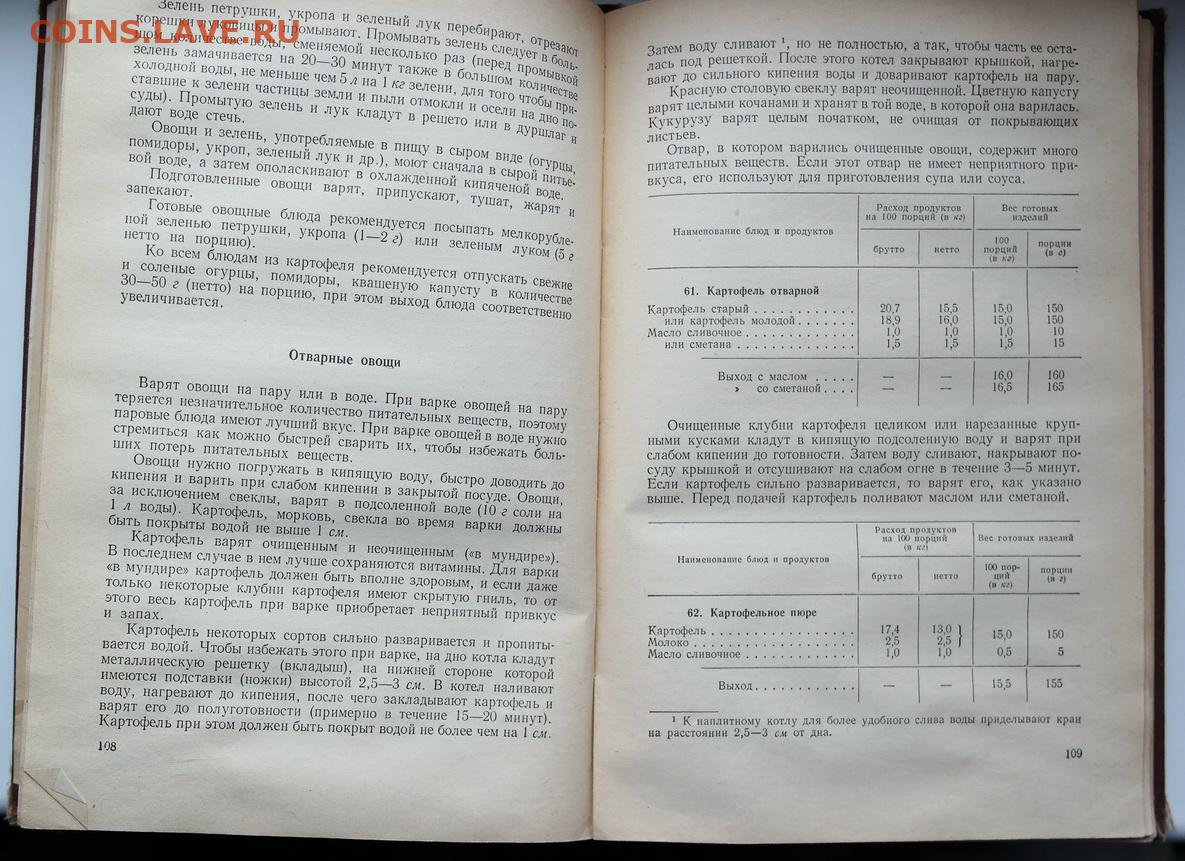 COINS.LAVE.RU
Зелень петрушки, укропа и зеленый лук перебирают, отрезают
корешки луковицы и промывают. Промывать зелень следует в боль-
шом количестве воды, сменяемой несколько раз (перед промывкой
зелень замачивается на 20—30 минут также в большом количестве
холодной воды, не меньше чем 5 л на 1 кг зелени, для того чтобы при-
ставшие к зелени частицы земли и пыли отмокли и осели на дно по-
суды). Промытую зелень и лук кладут в решето или в дуршлаг и
дают воде стечь.
Овощи и зелень, употребляемые в пищу в сыром виде (огурцы,
помидоры, укроп, зеленый лук и др.), моют сначала в сырой питье-
вой воде, а затем ополаскивают в охлажденной кипяченой воде.
Подготовленные овощи варят, припускают, тушат, жарят и
запекают.
Готовые овощные блюда рекомендуется посыпать мелкорубле-
ной зеленью петрушки, укропа (1—2 г) или зеленым луком (5 г
нетто на порцию).
Ко всем блюдам из картофеля рекомендуется отпускать свежие
и соленые огурцы, помидоры, квашеную капусту в количестве
30—50 г (нетто) на порцию, при этом выход блюда соответственно
увеличивается.
Отварные овощи
Варят овощи на пару или в воде. При варке овощей на пару
теряется незначительное количество питательных веществ, поэтому
паровые блюда имеют лучший вкус. При варке овощей в воде нужно
стремиться как можно быстрей сварить их, чтобы избежать боль-
ших потерь питательных веществ.
Овощи нужно погружать в кипящую воду, быстро доводить до
кипения и варить при слабом кипении в закрытой посуде. Овощи,
за исключением свеклы, варят в подсоленной воде (10 г соли на
1 л воды). Картофель, морковь, свекла во время варки должны
быть покрыты водой не выше 1 см.
Картофель варят очищенным и неочищенным («в мундире»).
В последнем случае в нем лучше сохраняются витамины. Для варки
«в мундире» картофель должен быть вполне здоровым, и если даже
только некоторые клубни картофеля имеют скрытую гниль, то от
этого весь картофель при варке приобретает неприятный привкус
и запах.
Картофель некоторых сортов сильно разваривается и пропиты-
вается водой. Чтобы избежать этого при варке, на дно котла кладут
металлическую решетку (вкладыш), на нижней стороне которой
имеются подставки (ножки) высотой 2,5—3 см. В котел наливают
воду, нагревают до кипения, после чего закладывают картофель и
варят его до полуготовности (примерно в течение 15—20 минут).
Картофель при этом должен быть покрыт водой не более чем на 1 см.
108
Затем воду сливают ¹, но не полностью, а так, чтобы часть ее оста-
лась под решеткой. После этого котел закрывают крышкой, нагре-
вают до сильного кипения воды и доваривают картофель на пару.
Красную столовую свеклу варят неочищенной. Цветную капусту
варят целыми кочанами и хранят в той воде, в которой она варилась.
Кукурузу варят целым початком, не очищая от покрывающих
листьев.
Отвар, в котором варились очищенные овощи, содержит много
питательных веществ. Если этот отвар не имеет неприятного при-
вкуса, его используют для приготовления супа или соуса.
Наименование блюд и продуктов
Расход продуктов
на 100 порций (в кг)
Вес готовых
изделий
брутто
нетто
100
порций
(в кг)
порции
(в г)
61. Картофель отварной
Картофель старый . . . . . . . . . . . . 20,7 15,5 15,0 150
или картофель молодой . . . . . . . 18,9 16,0 15,0 150
Масло сливочное . . . . . . . . . . . . . 1,0 1,0 1,0 10
или сметана . . . . . . . . . . . . . . 1,5 1,5 1,5 15
Выход с маслом . . . . . — — 16,0 160
» со сметаной . . . . — — 16,5 165
Очищенные клубни картофеля целиком или нарезанные круп-
ными кусками кладут в кипящую подсоленную воду и варят при
слабом кипении до готовности. Затем воду сливают, накрывают по-
суду крышкой и отсушивают на слабом огне в течение 3—5 минут.
Если картофель сильно разваривается, то варят его, как указано
выше. Перед подачей картофель поливают маслом или сметаной.
Наименование блюд и продуктов
Расход продуктов
на 100 порций
(в кг)
Вес готовых изделий
брутто
нетто
100 пор-
ций
(в кг)
порции
(в г)
62. Картофельное пюре
Картофель . . . . . . . . . . . . . . . . . 17,4 13,0 } 15,0 150
Молоко . . . . . . . . . . . . . . . . . . . 2,5 2,5
Масло сливочное . . . . . . . . . . . . . 1,0 1,0 0,5 5
Выход . . . . . . . . . . . . — — 15,5 155
¹ К наплитному котлу для более удобного слива воды приделывают кран
на расстоянии 2,5—3 см от дна.
109